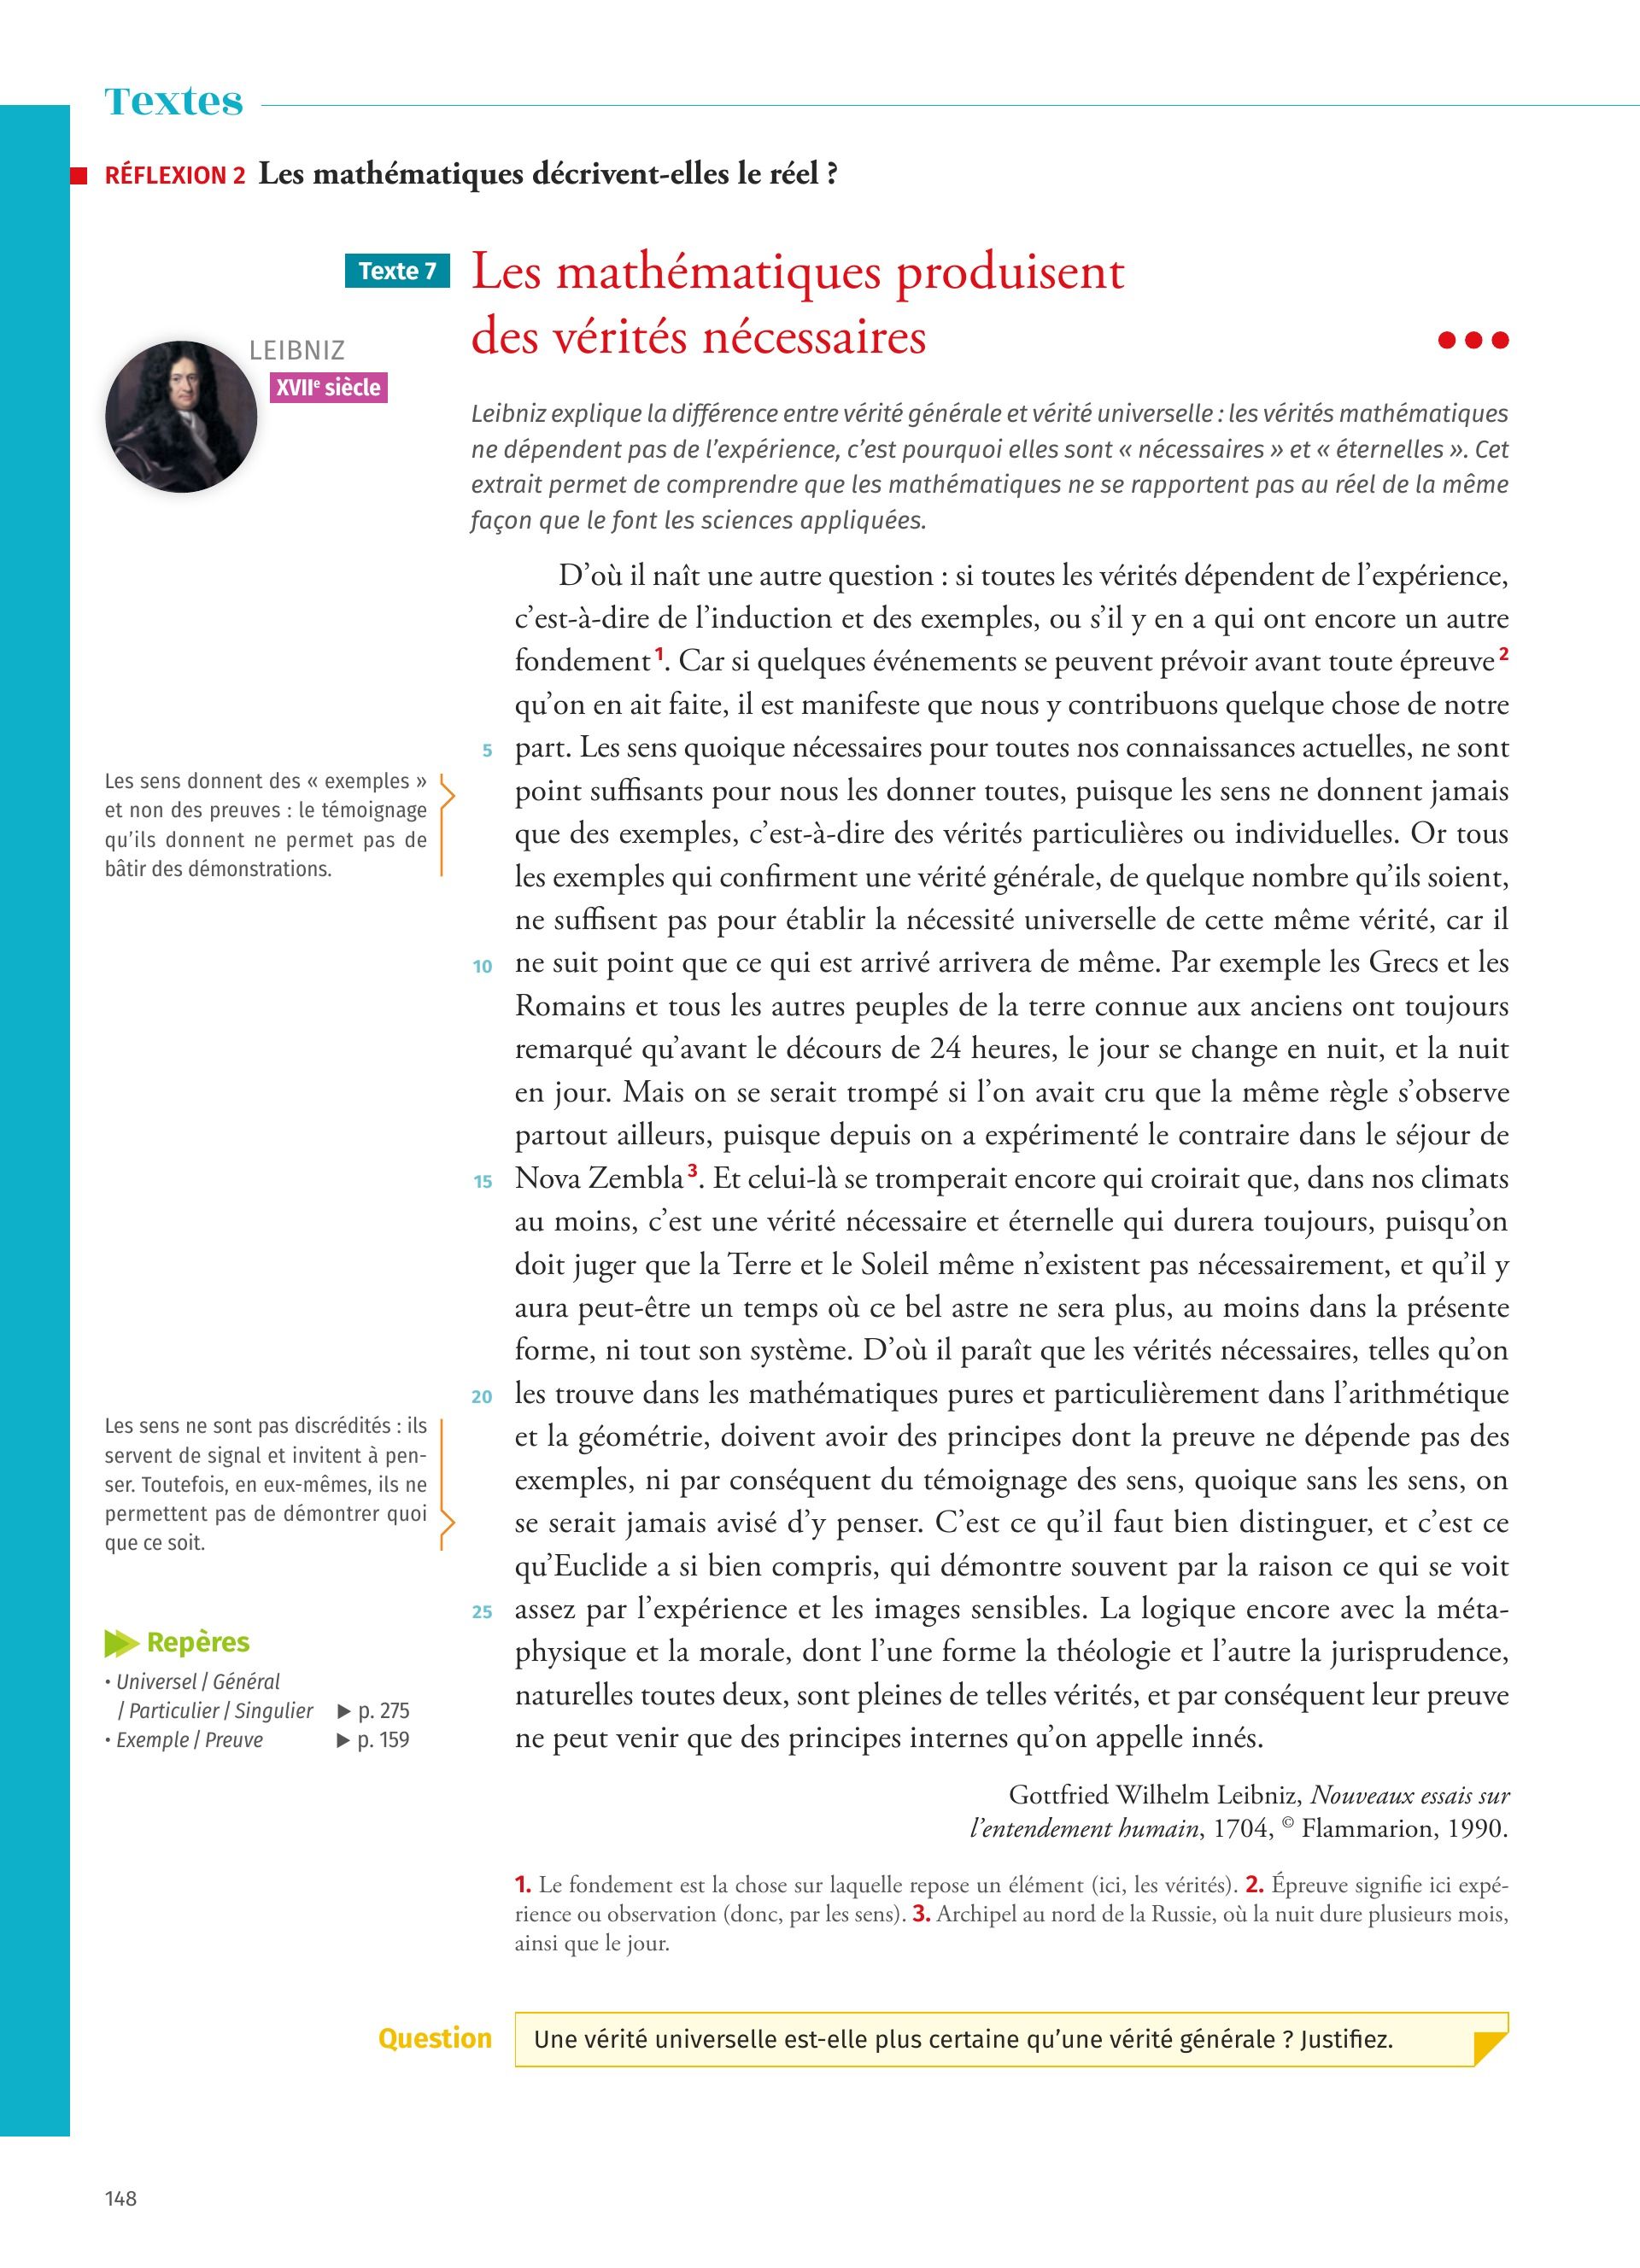 Textes
RÉFLEXION 2 Les mathématiques décrivent-elles le réel ?
Texte 7
Les mathématiques produisent
des vérités nécessaires
LEIBNIZ
XVIIe siècle
Leibniz explique la différence entre vérité générale et vérité universelle : les vérités mathématiques
ne dépendent pas de l'expérience, c'est pourquoi elles sont « nécessaires » et « éternelles ». Cet
extrait permet de comprendre que les mathématiques ne se rapportent pas au réel de la même
façon que le font les sciences appliquées.
D'où il naît une autre question : si toutes les vérités dépendent de l'expérience,
c'est-à-dire de l'induction et des exemples, ou s'il y en a qui ont encore un autre
fondement 1. Car si quelques événements se peuvent prévoir avant toute épreuve 2
qu'on en ait faite, il est manifeste que nous y contribuons quelque chose de notre
5 part. Les sens quoique nécessaires pour toutes nos connaissances actuelles, ne sont
point suffisants pour nous les donner toutes, puisque les sens ne donnent jamais
que des exemples, c'est-à-dire des vérités particulières ou individuelles. Or tous
les exemples qui confirment une vérité générale, de quelque nombre qu'ils soient,
ne suffisent pas pour établir la nécessité universelle de cette même vérité, car il
10 ne suit point que ce qui est arrivé arrivera de même. Par exemple les Grecs et les
Romains et tous les autres peuples de la terre connue aux anciens ont toujours
remarqué qu'avant le décours de 24 heures, le jour se change en nuit, et la nuit
en jour. Mais on se serait trompé si l'on avait cru que la même règle s'observe
partout ailleurs, puisque depuis on a expérimenté le contraire dans le séjour de
15 Nova Zembla 3. Et celui-là se tromperait encore qui croirait que, dans nos climats
au moins, c'est une vérité nécessaire et éternelle qui durera toujours, puisqu'on
doit juger que la Terre et le Soleil même n'existent pas nécessairement, et qu'il y
aura peut-être un temps où ce bel astre ne sera plus, au moins dans la présente
forme, ni tout son système. D'où il paraît que les vérités nécessaires, telles qu'on
20 les trouve dans les mathématiques pures et particulièrement dans l'arithmétique
et la géométrie, doivent avoir des principes dont la preuve ne dépende pas des
exemples, ni par conséquent du témoignage des sens, quoique sans les sens, on
se serait jamais avisé d'y penser. C'est ce qu'il faut bien distinguer, et c'est ce
qu'Euclide a si bien compris, qui démontre souvent par la raison ce qui se voit
25 assez par l'expérience et les images sensibles. La logique encore avec la méta-
physique et la morale, dont l'une forme la théologie et l'autre la jurisprudence,
naturelles toutes deux, sont pleines de telles vérités, et par conséquent leur preuve
ne peut venir que des principes internes qu'on appelle innés.
Gottfried Wilhelm Leibniz, Nouveaux essais sur
l'entendement humain, 1704, © Flammarion, 1990.
Les sens donnent des « exemples »
et non des preuves : le témoignage
qu'ils donnent ne permet pas de
bâtir des démonstrations.
Les sens ne sont pas discrédités : ils
servent de signal et invitent à pen-
ser. Toutefois, en eux-mêmes, ils ne
permettent pas de démontrer quoi
que ce soit.
Repères
• Universel / Général
/ Particulier / Singulier ▶ p. 275
• Exemple / Preuve ▶ p. 159
1. Le fondement est la chose sur laquelle repose un élément (ici, les vérités). 2. Épreuve signifie ici expé-
rience ou observation (donc, par les sens). 3. Archipel au nord de la Russie, où la nuit dure plusieurs mois,
ainsi que le jour.
Question
Une vérité universelle est-elle plus certaine qu'une vérité générale ? Justifiez.
148